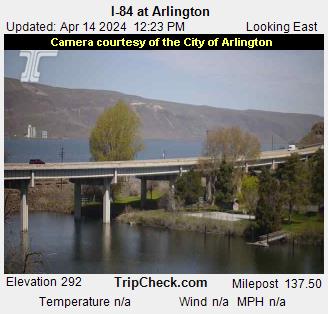 I-84 at Arlington
Updated: Apr 14 2024 12:23 PM Looking East
Camera courtesy of the City of Arlington
Elevation 292 TripCheck.com Milepost 137.50
Temperature n/a Wind n/a MPH n/a